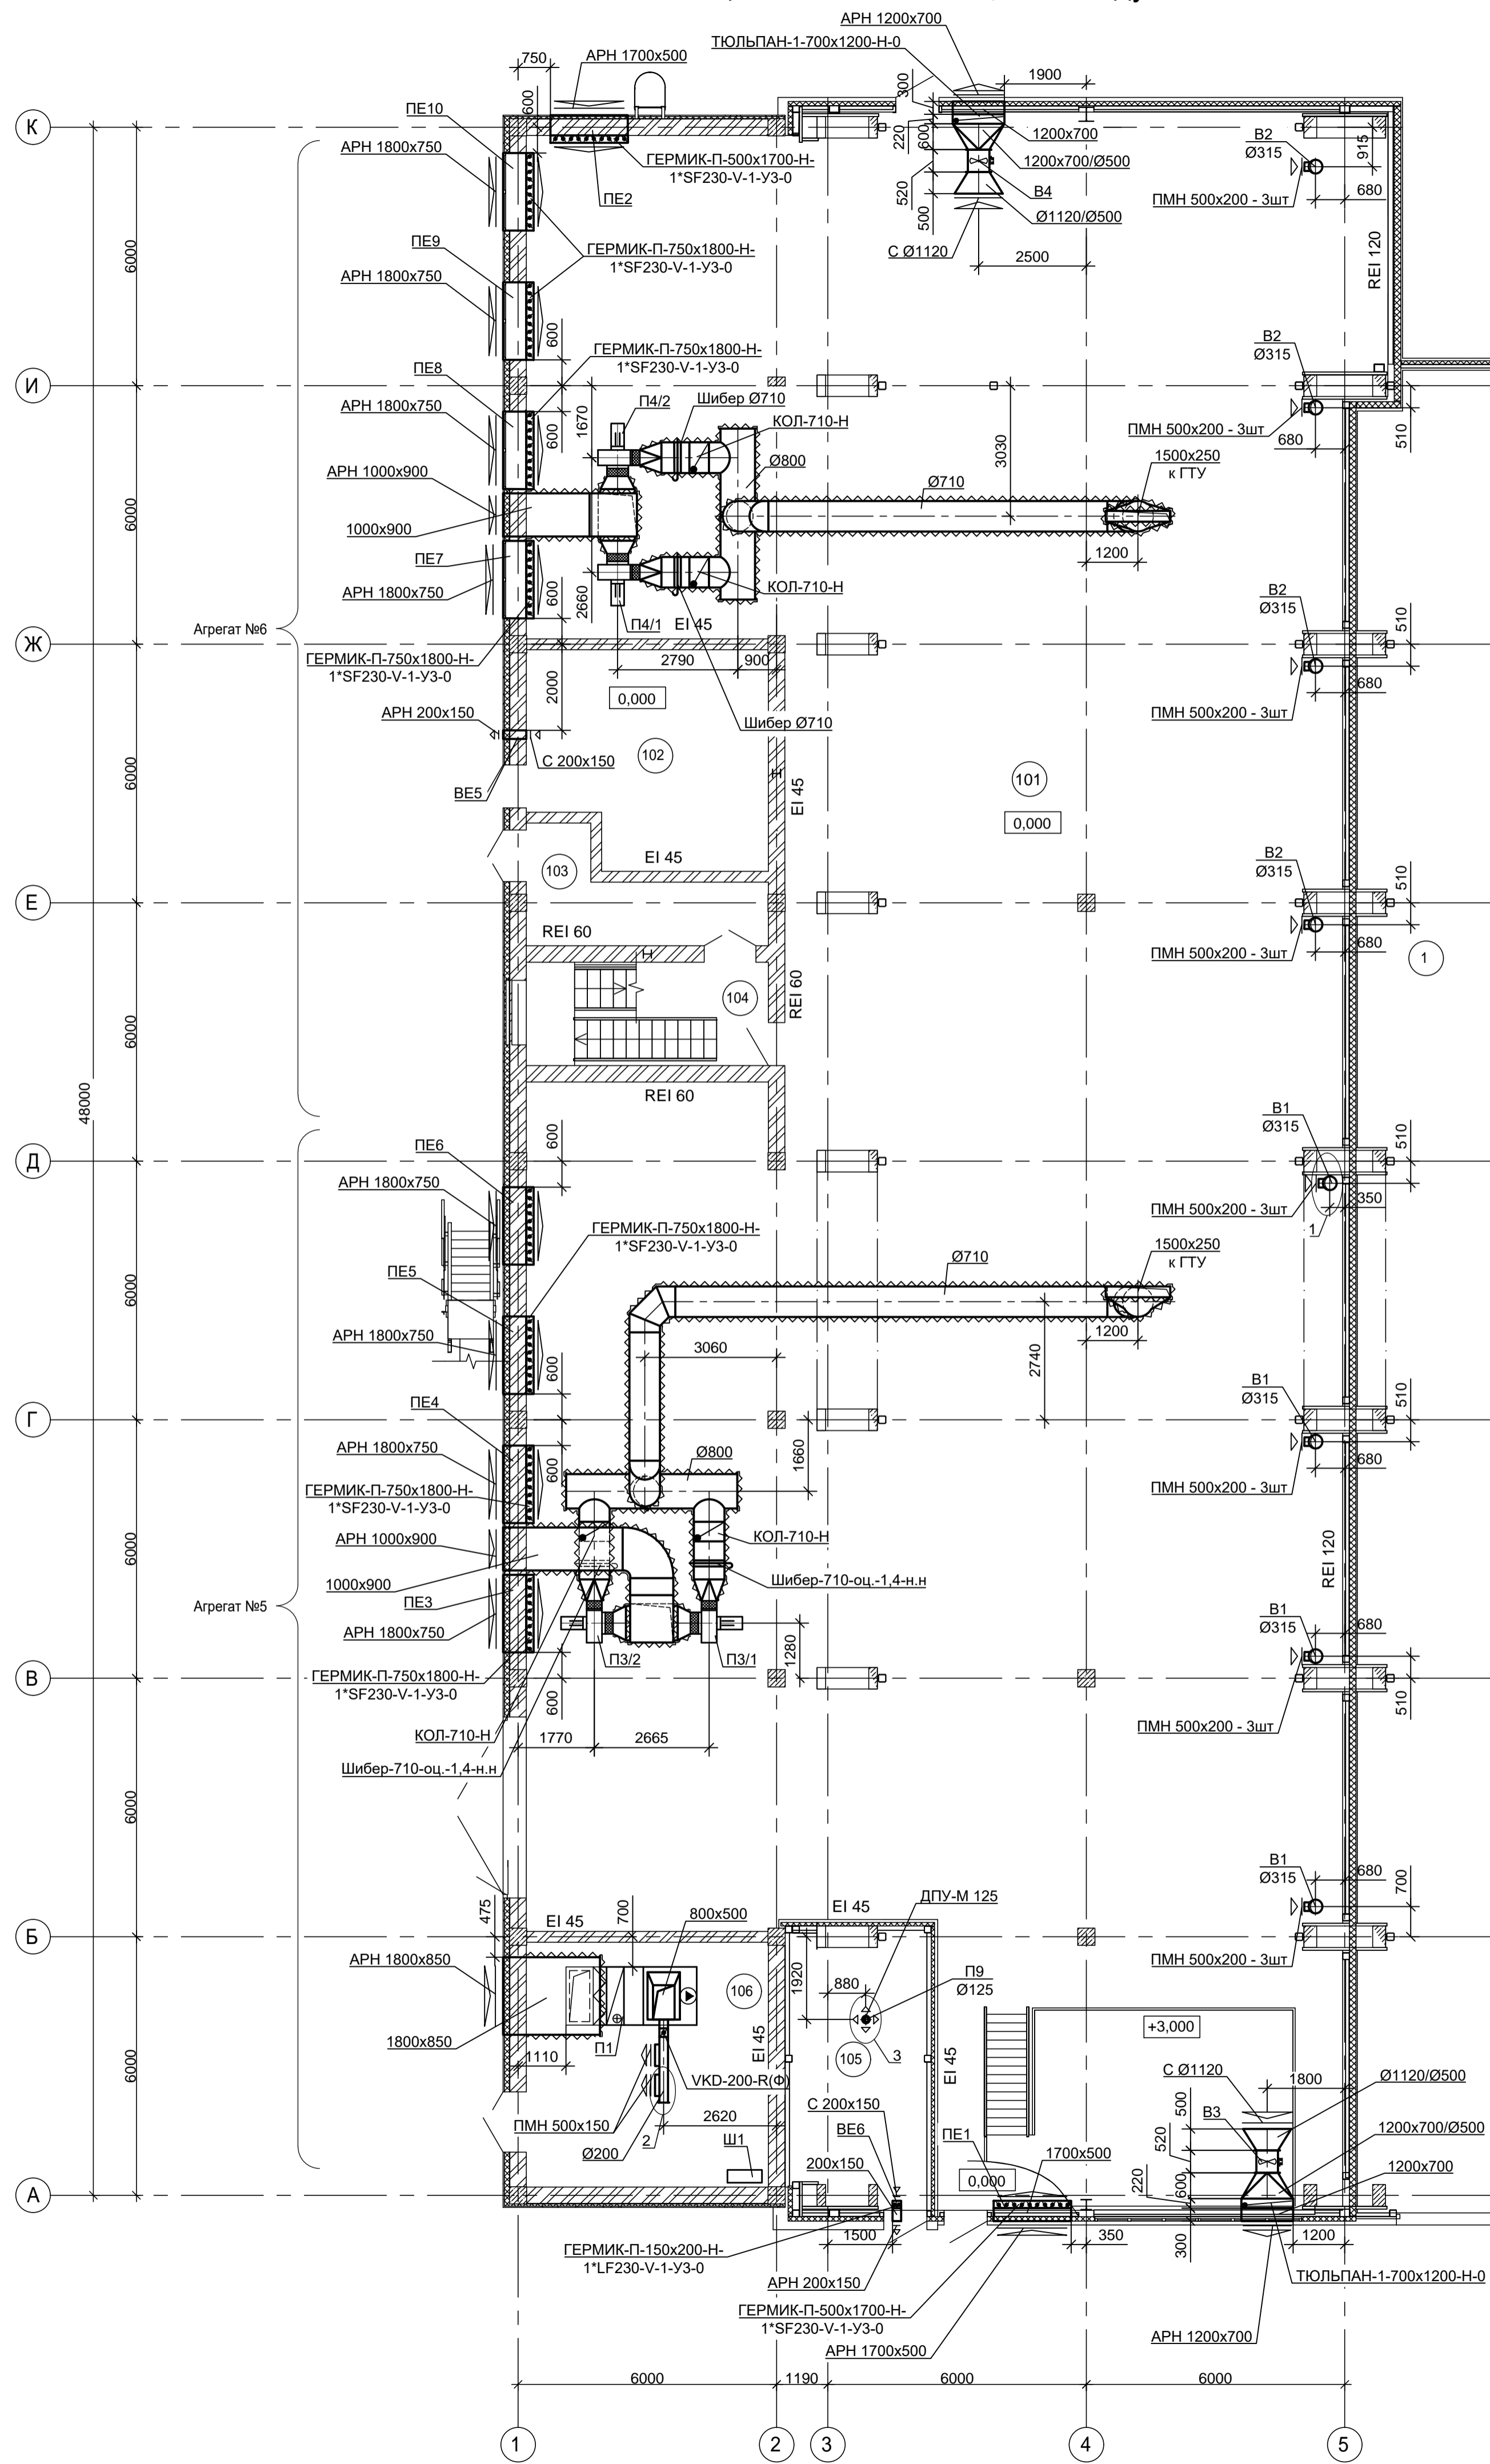 АРН 1200х700
ТЮЛЬПАН-1-700х1200-Н-0
750
АРН 1700х500
600
300
1900
К
ПЕ10
АРН 1800х750
220
600
1200х700
1200х700/Ø500
ГЕРМИК-П-500х1700-Н-
1*SF230-V-1-У3-0
520
В4
В2
Ø315
915
ПЕ2
500
Ø1120/Ø500
ПМН 500х200 - 3шт
680
6000
ПЕ9
ГЕРМИК-П-750х1800-Н-
1*SF230-V-1-У3-0
С Ø1120
2500
REI 120
АРН 1800х750
600
ГЕРМИК-П-750х1800-Н-
1*SF230-V-1-У3-0
В2
Ø315
ПЕ8
И
АРН 1800х750
600
1670
П4/2
Шибер Ø710
КОЛ-710-Н
Ø800
3030
ПМН 500х200 - 3шт
680
510
1500х250
к ГТУ
АРН 1000х900
Ø710
6000
1000х900
ПЕ7
1200
АРН 1800х750
600
2660
КОЛ-710-Н
В2
Ø315
Агрегат №6
П4/1
EI 45
510
Ж
ГЕРМИК-П-750х1800-Н-
1*SF230-V-1-У3-0
2790
900
680
2000
0,000
АРН 200х150
Шибер Ø710
ПМН 500х200 - 3шт
102
С 200х150
101
ВЕ5
EI 45
6000
0,000
EI 45
103
В2
Ø315
510
Е
REI 60
680
ПМН 500х200 - 3шт
1
104
REI 60
6000
48000
REI 60
В1
Ø315
600
510
ПЕ6
Д
АРН 1800х750
ПМН 500х200 - 3шт
350
1
ГЕРМИК-П-750х1800-Н-
1*SF230-V-1-У3-0
1500х250
к ГТУ
ПЕ5
Ø710
6000
АРН 1800х750
1200
3060
2740
600
В1
Ø315
510
ПЕ4
Г
АРН 1800х750
600
Ø800
1660
680
ГЕРМИК-П-750х1800-Н-
1*SF230-V-1-У3-0
ПМН 500х200 - 3шт
АРН 1000х900
КОЛ-710-Н
6000
1000х900
Шибер-710-оц.-1,4-н.н
REI 120
ПЕ3
Агрегат №5
В1
Ø315
АРН 1800х750
680
П3/2
П3/1
1280
В
ГЕРМИК-П-750х1800-Н-
1*SF230-V-1-У3-0
600
510
КОЛ-710-Н
1770
2665
ПМН 500х200 - 3шт
Шибер-710-оц.-1,4-н.н
6000
В1
Ø315
680
475
EI 45
700
800х500
EI 45
ДПУ-М 125
700
Б
АРН 1800х850
1920
880
П9
Ø125
ПМН 500х200 - 3шт
106
1800х850
П1
EI 45
105
3
+3,000
1110
EI 45
VKD-200-R(Ф)
С Ø1120
1800
Ø1120/Ø500
6000
ПМН 500х150
2620
С 200х150
500
В3
ВЕ6
ПЕ1
520
1200х700/Ø500
2
Ø200
Ш1
200х150
1700х500
0,000
600
1200х700
220
А
1500
350
300
1200
ГЕРМИК-П-150х200-Н-
1*LF230-V-1-У3-0
АРН 200х150
ТЮЛЬПАН-1-700х1200-Н-0
ГЕРМИК-П-500х1700-Н-
1*SF230-V-1-У3-0
АРН 1700х500
АРН 1200х700
6000
1190
6000
6000
1
2
3
4
5